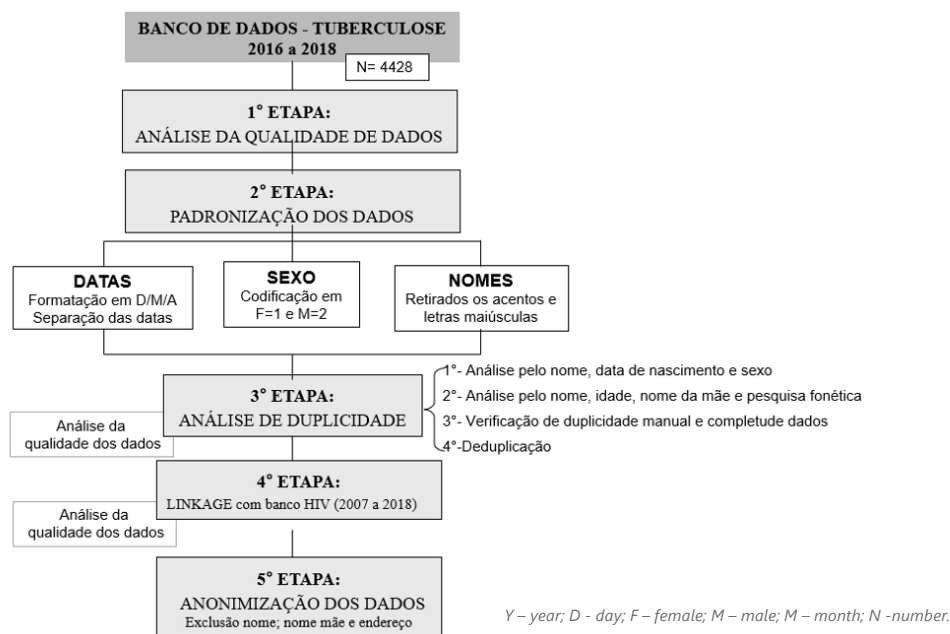 BANCO DE DADOS - TUBERCULOSE
2016 a 2018
N= 4428
1° ETAPA:
ANÁLISE DA QUALIDADE DE DADOS
2° ETAPA:
PADRONIZAÇÃO DOS DADOS
DATAS
Formatação em D/M/A
Separação das datas
SEXO
Codificação em
F=1 e M=2
NOMES
Retirados os acentos e
letras maiúsculas
3° ETAPA:
ANÁLISE DE DUPLICIDADE
1°- Análise pelo nome, data de nascimento e sexo
2°- Análise pelo nome, idade, nome da mãe e pesquisa fonética
3°- Verificação de duplicidade manual e completude dados
4°-Deduplicação
Análise da
qualidade dos dados
4° ETAPA:
LINKAGE com banco HIV (2007 a 2018)
Análise da
qualidade dos dados
5° ETAPA:
ANONIMIZAÇÃO DOS DADOS
Exclusão nome; nome mãe e endereço
Y – year; D - day; F – female; M – male; M – month; N -number.